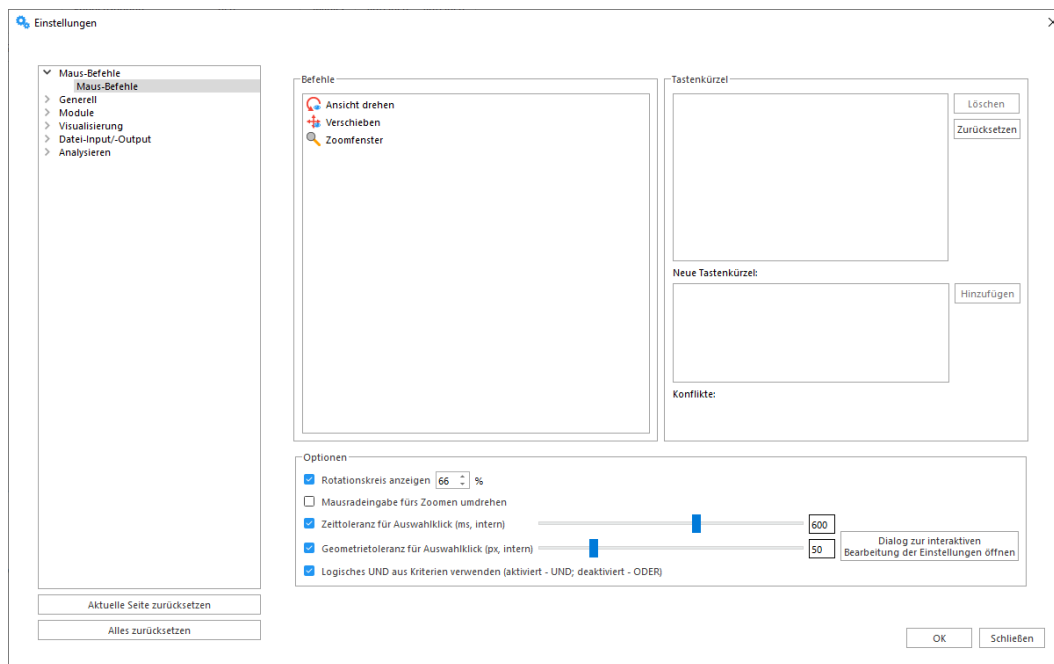 Einstellungen
Maus-Befehle
Maus-Befehle
Generell
Module
Visualisierung
Datei-Input/-Output
Analysieren
Aktuelle Seite zurücksetzen
Alles zurücksetzen
Befehle
Ansicht drehen
Verschieben
Zoomfenster
Tastenkürzel
Löschen
Zurücksetzen
Neue Tastenkürzel:
Hinzufügen
Konflikte:
Optionen
Rotationskreis anzeigen 66 %
Mausradeingabe fürs Zoomen umdrehen
Zeittoleranz für Auswahlklick (ms, intern) 600
Geometrietoleranz für Auswahlklick (px, intern) 50
Dialog zur interaktiven
Bearbeitung der Einstellungen öffnen
Logisches UND aus Kriterien verwenden (aktiviert - UND; deaktiviert - ODER)
OK
Schließen